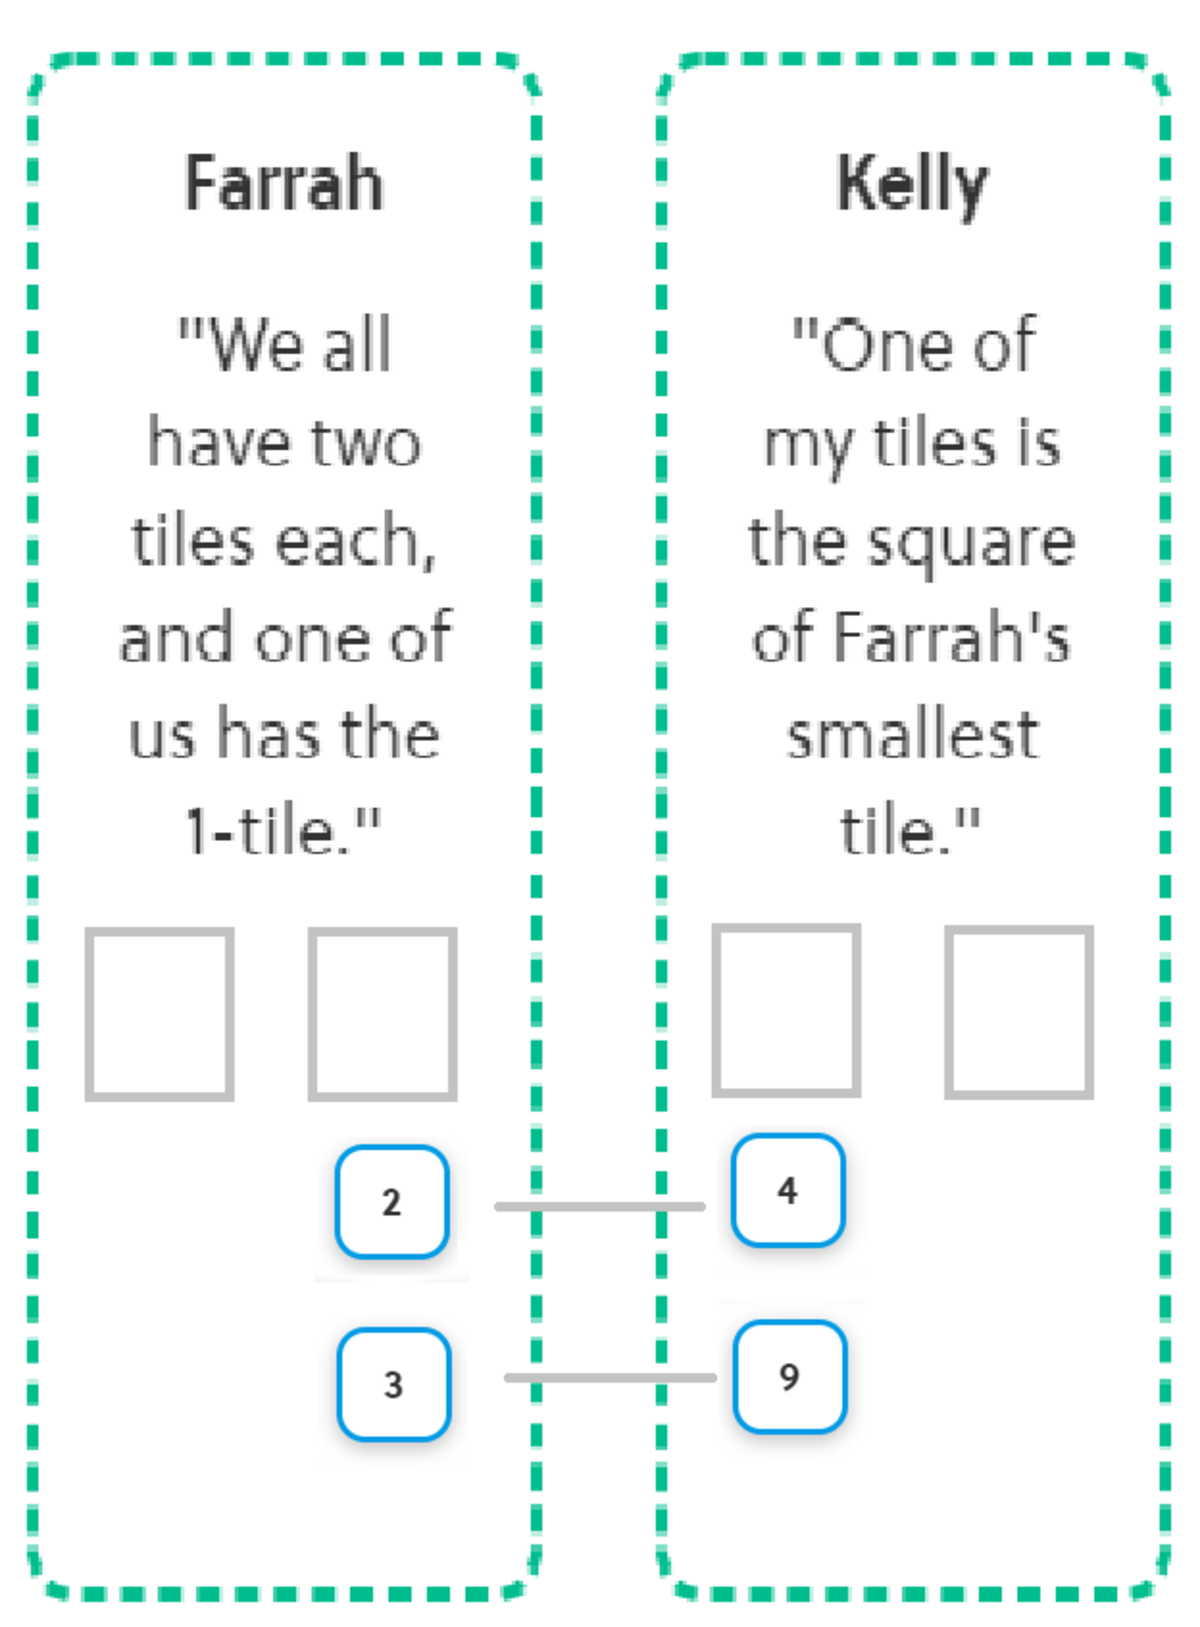 Farrah
"We all
have two
tiles each,
and one of
us has the
1-tile."
2
3
Kelly
"One of
my tiles is
the square
of Farrah's
smallest
tile."
4
9